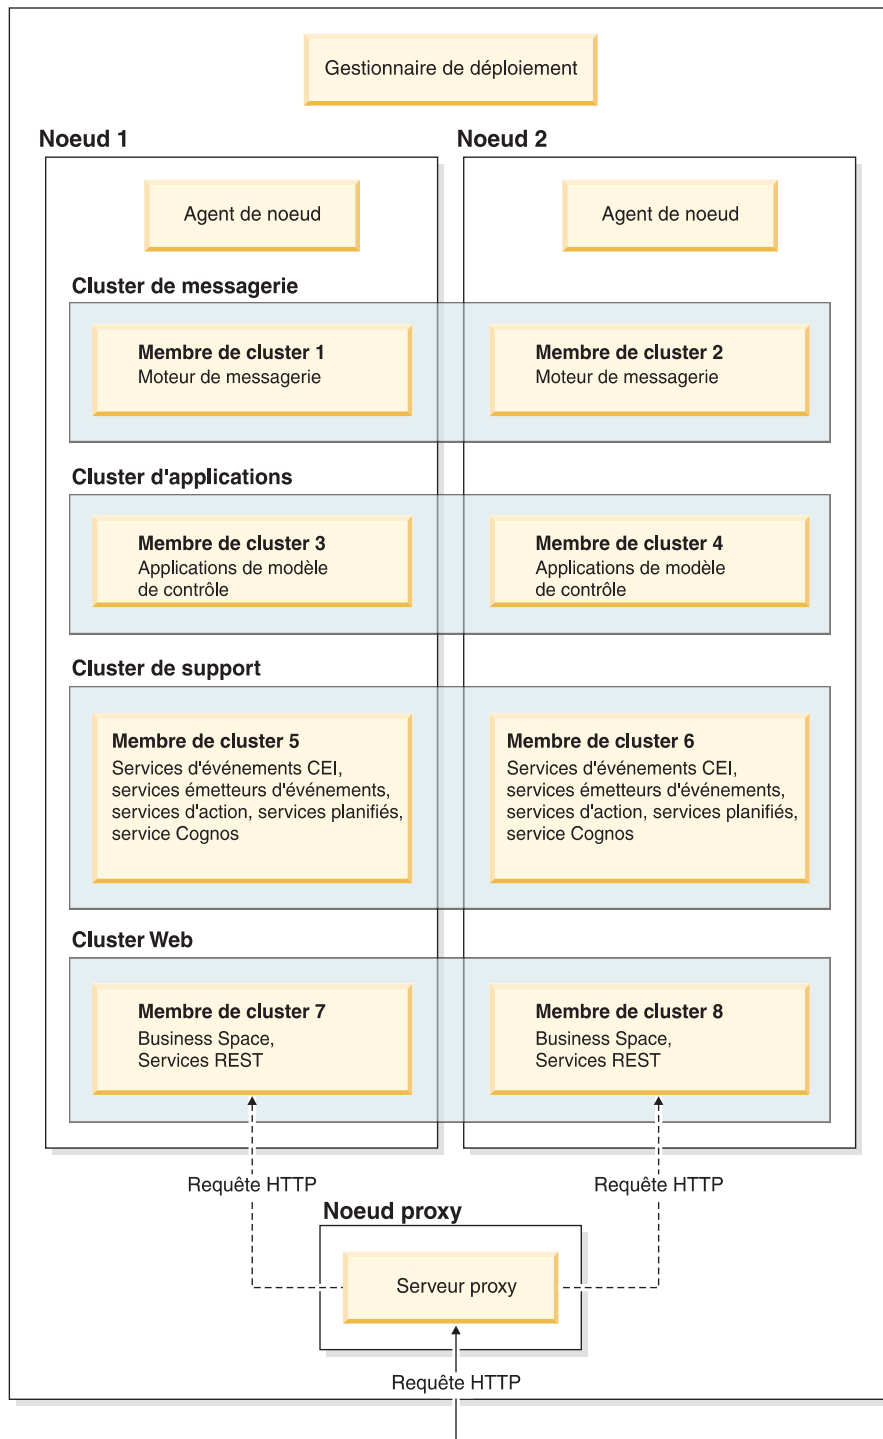 Gestionnaire de déploiement
Noeud 1
Noeud 2
Agent de noeud
Agent de noeud
Cluster de messagerie
Membre de cluster 1
Moteur de messagerie
Membre de cluster 2
Moteur de messagerie
Cluster d'applications
Membre de cluster 3
Applications de modèle
de contrôle
Membre de cluster 4
Applications de modèle
de contrôle
Cluster de support
Membre de cluster 5
Services d'événements CEI,
services émetteurs d'événements,
services d'action, services planifiés,
service Cognos
Membre de cluster 6
Services d'événements CEI,
services émetteurs d'événements,
services d'action, services planifiés,
service Cognos
Cluster Web
Membre de cluster 7
Business Space,
Services REST
Membre de cluster 8
Business Space,
Services REST
Requête HTTP
Requête HTTP
Noeud proxy
Serveur proxy
Requête HTTP